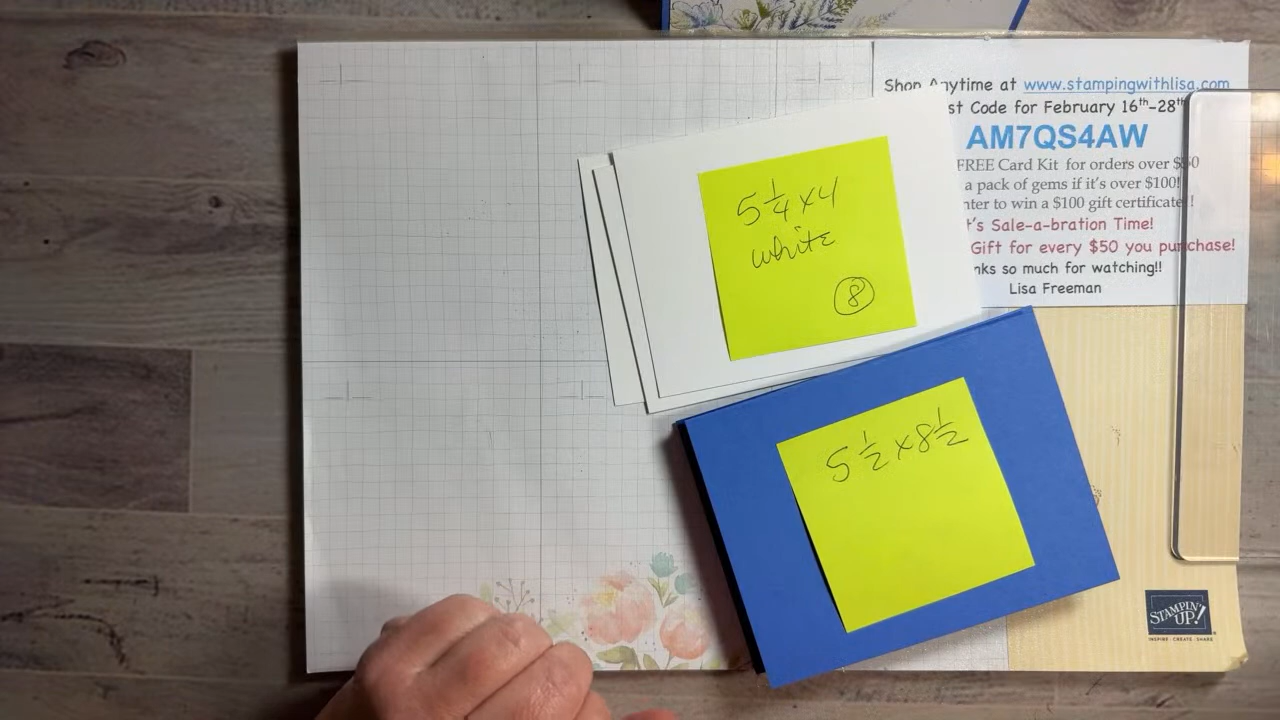 Shop Anytime at www.stampingwithlisa.com
st Code for February 16th-28th
AM7QS4AW
FREE Card Kit for orders over $50
a pack of gems if it's over $100!
nter to win a $100 gift certificate!!
t's Sale-a-bration Time!
Gift for every $50 you purchase!
nks so much for watching!!
Lisa Freeman
5 1/4 x 4
white
8
5 1/2 x 8 1/2
STAMPIN' UP!
INSPIRE · CREATE · SHARE